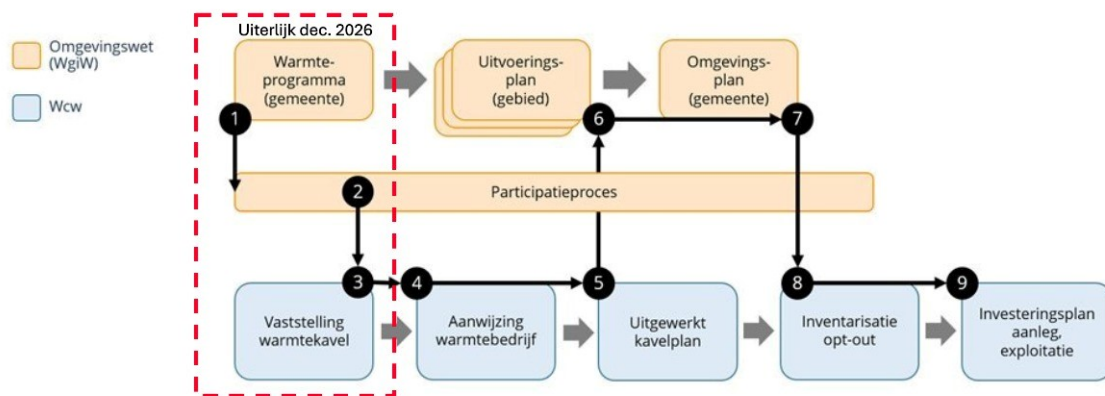 Uiterlijk dec. 2026
Omgevingswet
(WgiW)
Wcw
Warmte-
programma
(gemeente)
Uitvoerings-
plan
(gebied)
Omgevings-
plan
(gemeente)
1
6
7
2
Participatieproces
3
4
5
8
9
Vaststelling
warmtekavel
Aanwijzing
warmtebedrijf
Uitgewerkt
kavelplan
Inventarisatie
opt-out
Investeringsplan
aanleg,
exploitatie